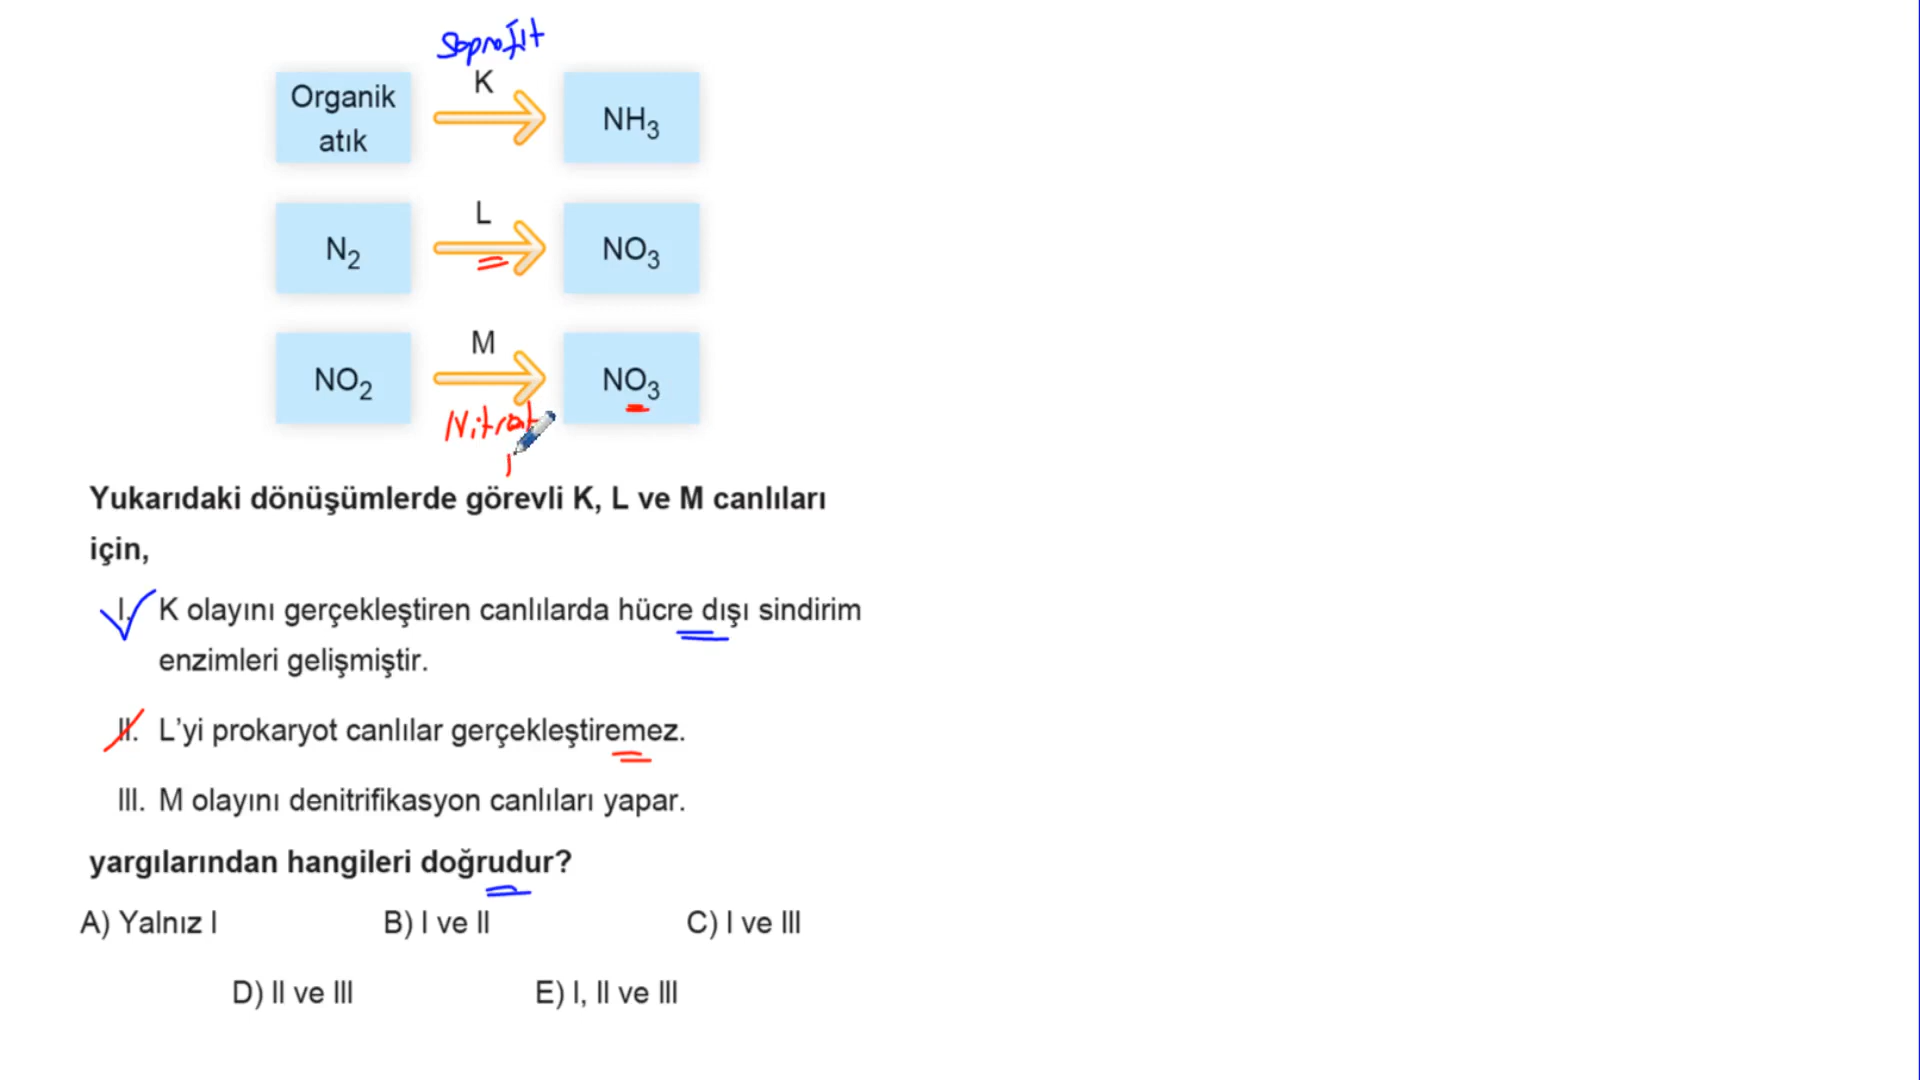 Saprofit
K
Organik
atık
NH3
L
N2
NO3
M
NO2
NO3
Nitrat
Yukarıdaki dönüşümlerde görevli K, L ve M canlıları
için,
I. K olayını gerçekleştiren canlılarda hücre dışı sindirim
enzimleri gelişmiştir.
II. L’yi prokaryot canlılar gerçekleştiremez.
III. M olayını denitrifikasyon canlıları yapar.
yargılarından hangileri doğrudur?
A) Yalnız I B) I ve II C) I ve III
D) II ve III E) I, II ve III